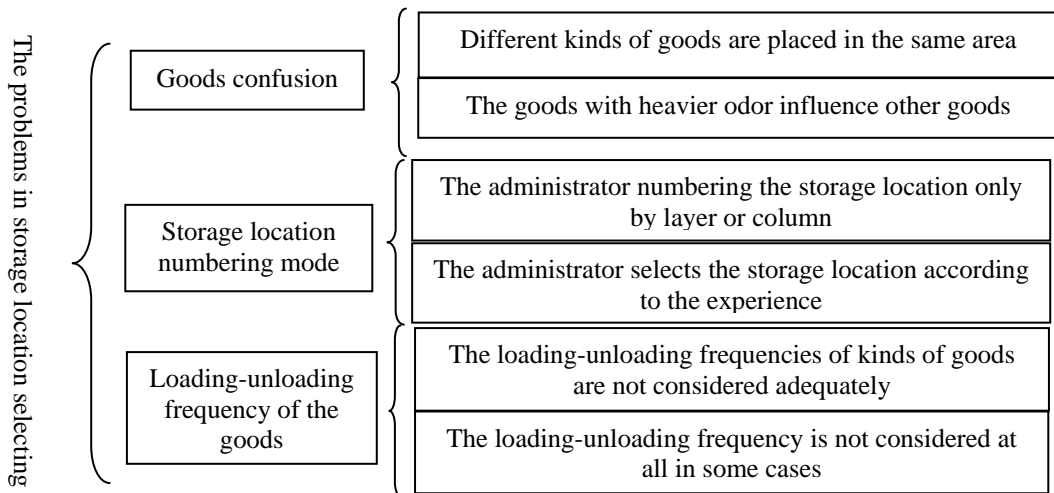 The problems in storage location selecting
Goods confusion
Different kinds of goods are placed in the same area
The goods with heavier odor influence other goods
Storage location
numbering mode
The administrator numbering the storage location only
by layer or column
The administrator selects the storage location according
to the experience
Loading-unloading
frequency of the
goods
The loading-unloading frequencies of kinds of goods
are not considered adequately
The loading-unloading frequency is not considered at
all in some cases